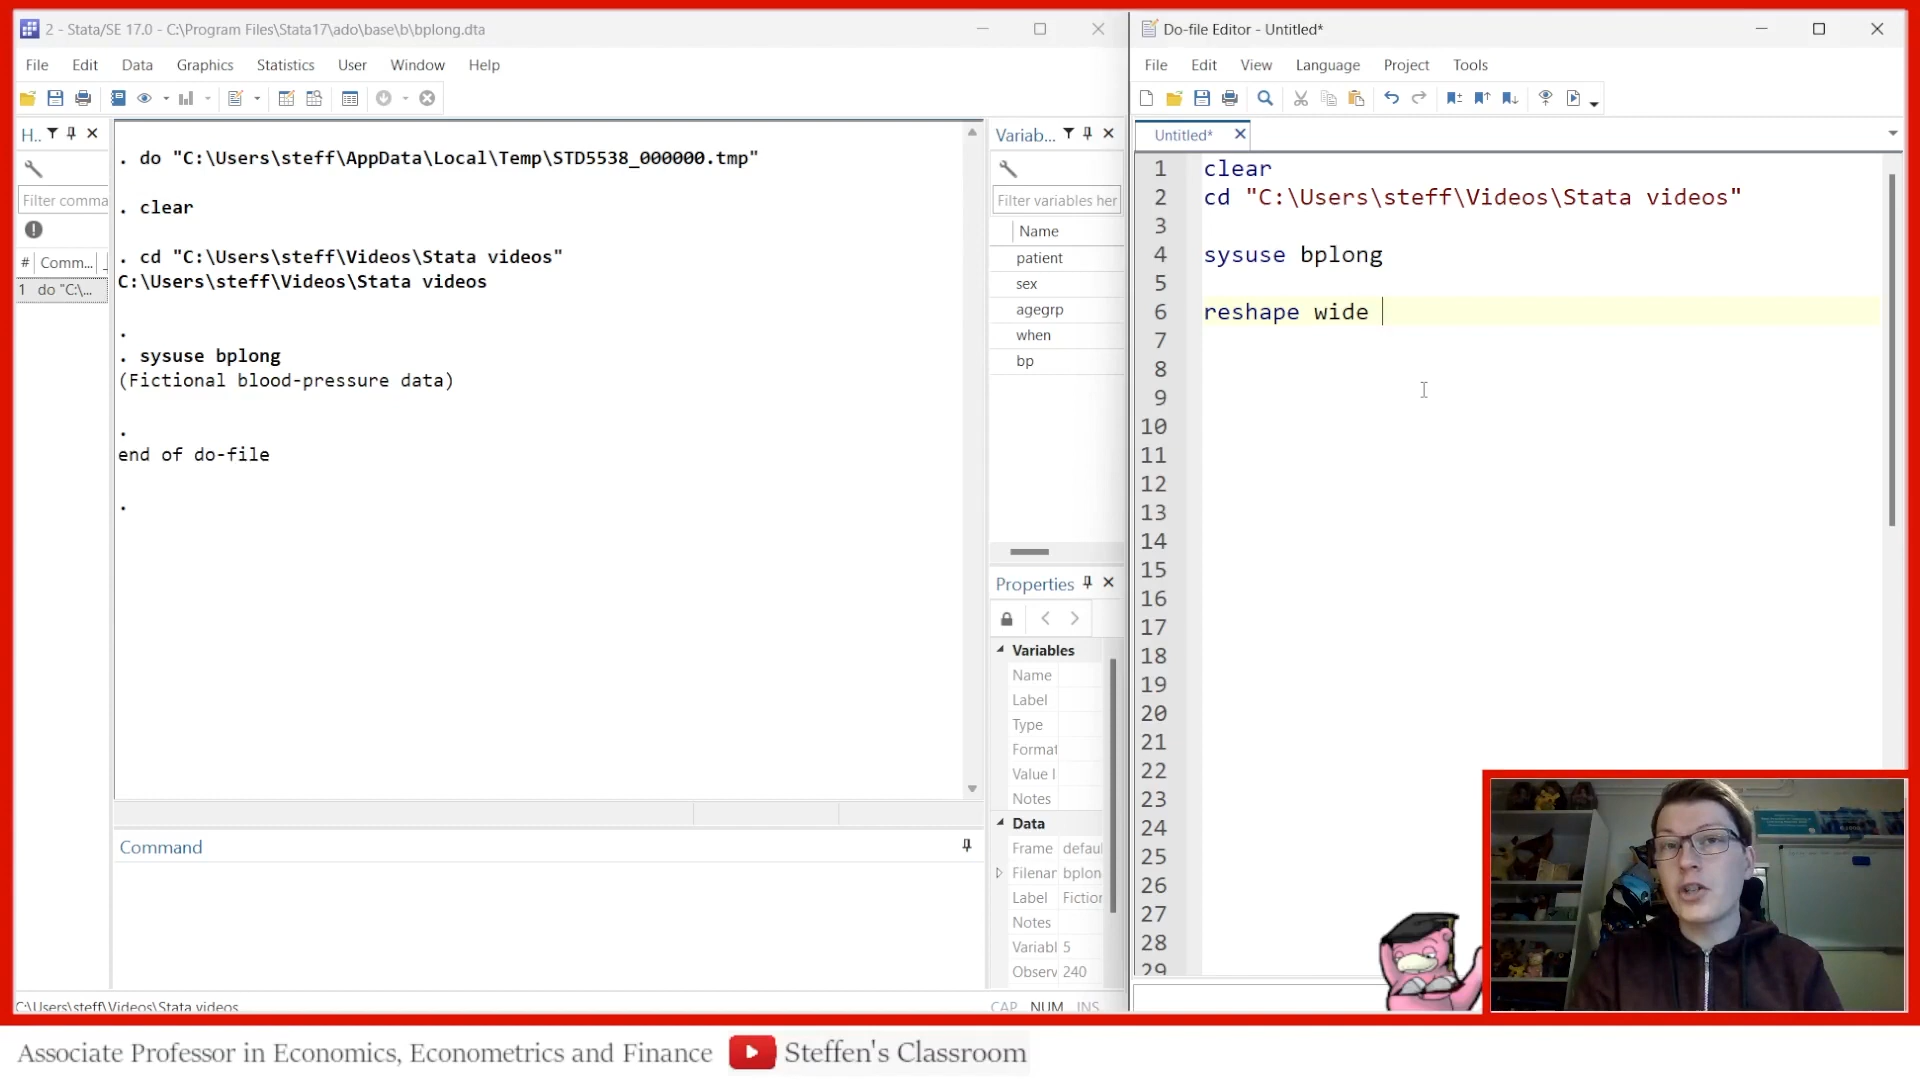 2 - Stata/SE 17.0 - C:\Program Files\Stata17\ado\base\b\bplong.dta
File Edit Data Graphics Statistics User Window Help
H..
Filter comma
# Comm...
1 do "C:\...
. do "C:\Users\steff\AppData\Local\Temp\STD5538_000000.tmp"
. clear
. cd "C:\Users\steff\Videos\Stata videos"
C:\Users\steff\Videos\Stata videos
.
. sysuse bplong
(Fictional blood-pressure data)
.
end of do-file
.
Command
C:\Users\steff\Videos\Stata videos
Variab...
Filter variables her
Name
patient
sex
agegrp
when
bp
Properties
Variables
Name
Label
Type
Format
Value l
Notes
Data
Frame defaul
Filenar bplon
Label Fiction
Notes
Variabl 5
Observ 240
CAP NUM INS
Do-file Editor - Untitled*
File Edit View Language Project Tools
Untitled*
1 clear
2 cd "C:\Users\steff\Videos\Stata videos"
3
4 sysuse bplong
5
6 reshape wide
7
8
9
10
11
12
13
14
15
16
17
18
19
20
21
22
23
24
25
26
27
28
29
Associate Professor in Economics, Econometrics and Finance Steffen's Classroom